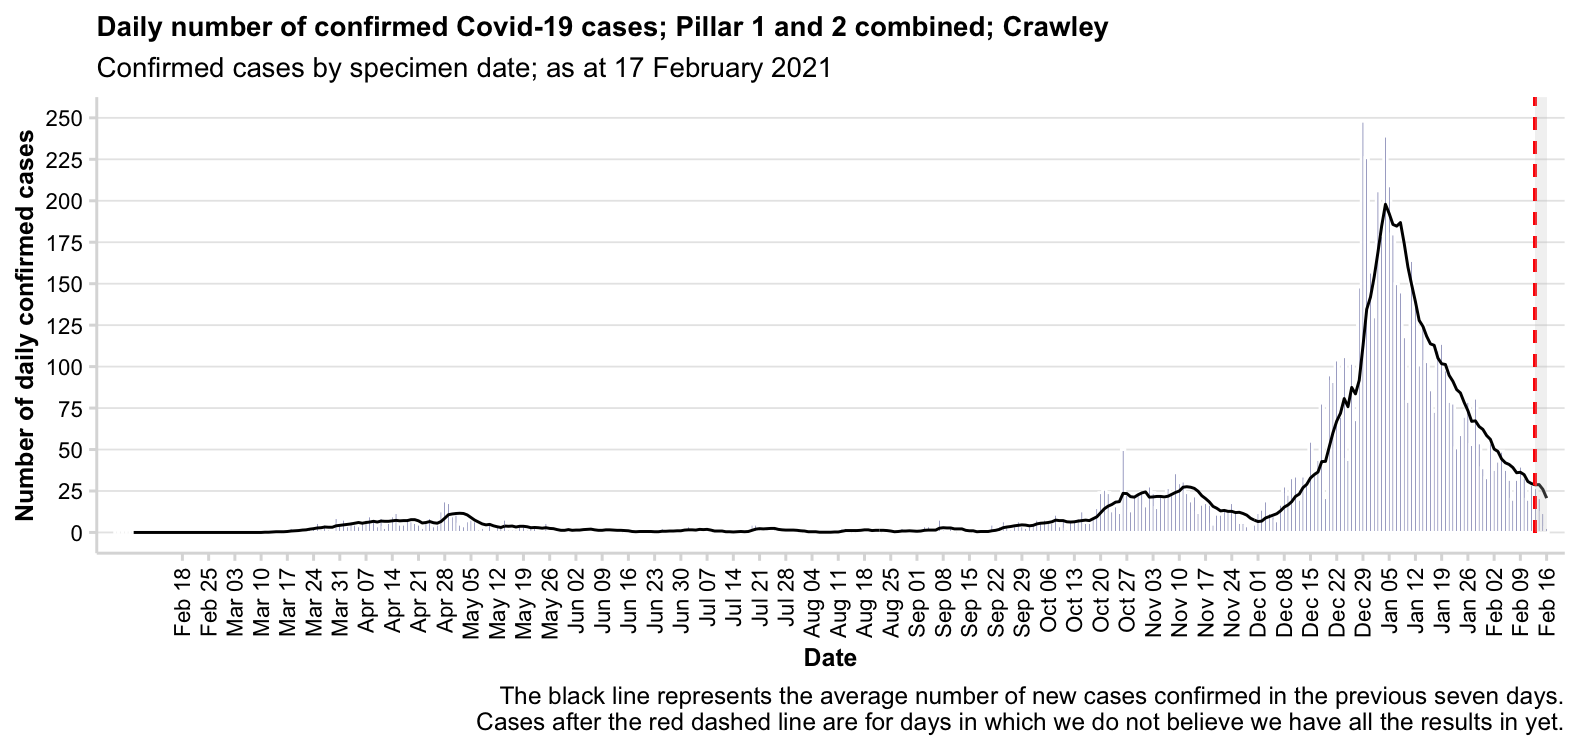 Daily number of confirmed Covid-19 cases; Pillar 1 and 2 combined; Crawley
Confirmed cases by specimen date; as at 17 February 2021
Number of daily confirmed cases
250
225
200
175
150
125
100
75
50
25
0
Feb 18
Feb 25
Mar 03
Mar 10
Mar 17
Mar 24
Mar 31
Apr 07
Apr 14
Apr 21
Apr 28
May 05
May 12
May 19
May 26
Jun 02
Jun 09
Jun 16
Jun 23
Jun 30
Jul 07
Jul 14
Jul 21
Jul 28
Aug 04
Aug 11
Aug 18
Aug 25
Sep 01
Sep 08
Sep 15
Sep 22
Sep 29
Oct 06
Oct 13
Oct 20
Oct 27
Nov 03
Nov 10
Nov 17
Nov 24
Dec 01
Dec 08
Dec 15
Dec 22
Dec 29
Jan 05
Jan 12
Jan 19
Jan 26
Feb 02
Feb 09
Feb 16
Date
The black line represents the average number of new cases confirmed in the previous seven days.
Cases after the red dashed line are for days in which we do not believe we have all the results in yet.